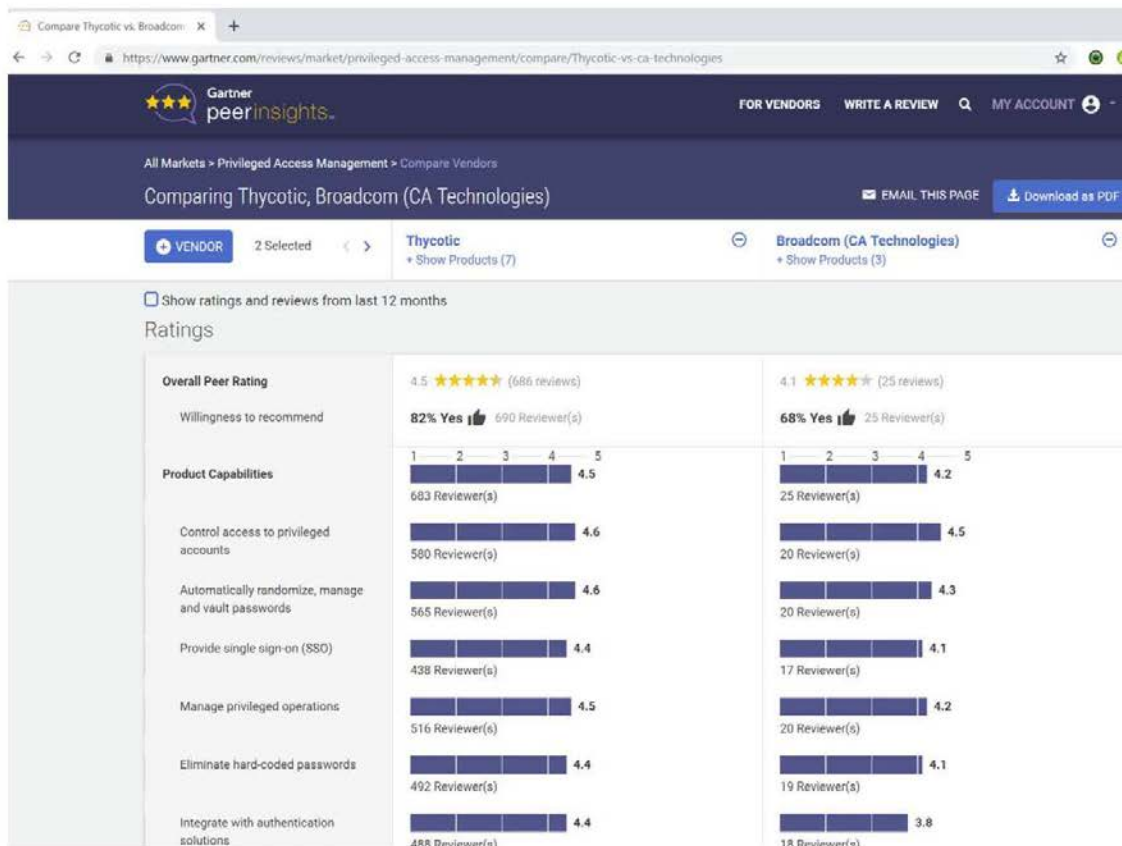 Compare Thycotic vs. Broadcom
https://www.gartner.com/reviews/market/privileged-access-management/compare/Thycotic-vs-ca-technologies
Gartner
peerinsights
FOR VENDORS WRITE A REVIEW MY ACCOUNT
All Markets > Privileged Access Management > Compare Vendors
Comparing Thycotic, Broadcom (CA Technologies)
EMAIL THIS PAGE Download as PDF
VENDOR 2 Selected
Thycotic
+ Show Products (7)
Broadcom (CA Technologies)
+ Show Products (3)
Show ratings and reviews from last 12 months
Ratings
Overall Peer Rating 4.5 (686 reviews) 4.1 (25 reviews)
Willingness to recommend 82% Yes 690 Reviewer(s) 68% Yes 25 Reviewer(s)
1 2 3 4 5 1 2 3 4 5
Product Capabilities 4.5 4.2
683 Reviewer(s) 25 Reviewer(s)
Control access to privileged 4.6 4.5
accounts 580 Reviewer(s) 20 Reviewer(s)
Automatically randomize, manage 4.6 4.3
and vault passwords 565 Reviewer(s) 20 Reviewer(s)
Provide single sign-on (SSO) 4.4 4.1
438 Reviewer(s) 17 Reviewer(s)
Manage privileged operations 4.5 4.2
516 Reviewer(s) 20 Reviewer(s)
Eliminate hard-coded passwords 4.4 4.1
492 Reviewer(s) 19 Reviewer(s)
Integrate with authentication 4.4 3.8
solutions 488 Reviewer(s) 18 Reviewer(s)